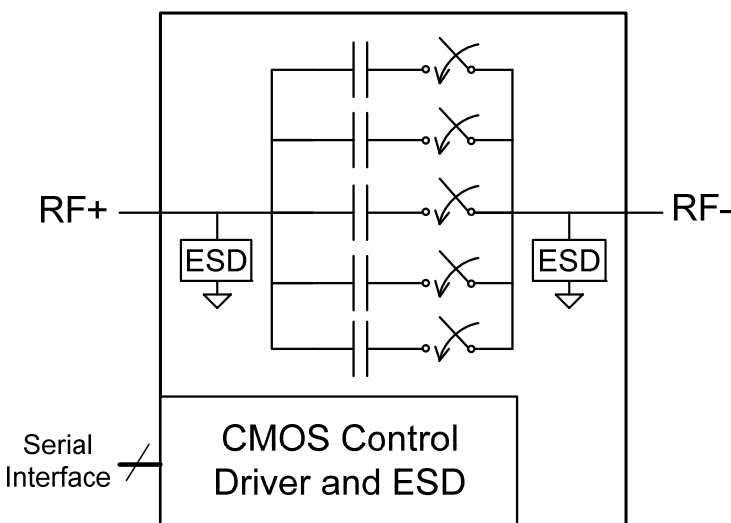 RF+
RF-
ESD
ESD
Serial
Interface
CMOS Control
Driver and ESD